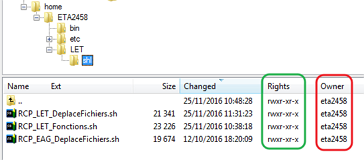 home
ETA2458
bin
etc
LET
shl
Name Ext Size Changed Rights Owner
.. 25/11/2016 10:48:28 rwxr-xr-x eta2458
RCP_LET_DeplaceFichiers.sh 21 341 25/11/2016 11:31:23 rwxr-xr-x eta2458
RCP_LET_Fonctions.sh 23 226 25/11/2016 10:38:18 rwxr-xr-x eta2458
RCP_EAG_DeplaceFichiers.sh 19 674 12/10/2016 18:20:09 rwxr-xr-x eta2458